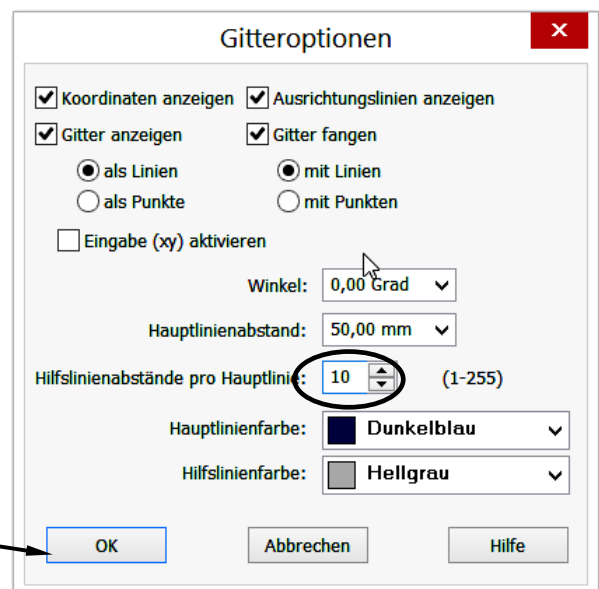 Gitteroptionen
Koordinaten anzeigen Ausrichtungslinien anzeigen
Gitter anzeigen Gitter fangen
als Linien mit Linien
als Punkte mit Punkten
Eingabe (xy) aktivieren
Winkel: 0,00 Grad
Hauptlinienabstand: 50,00 mm
Hilfslinienabstände pro Hauptlinie: 10 (1-255)
Hauptlinienfarbe: Dunkelblau
Hilfslinienfarbe: Hellgrau
OK Abbrechen Hilfe